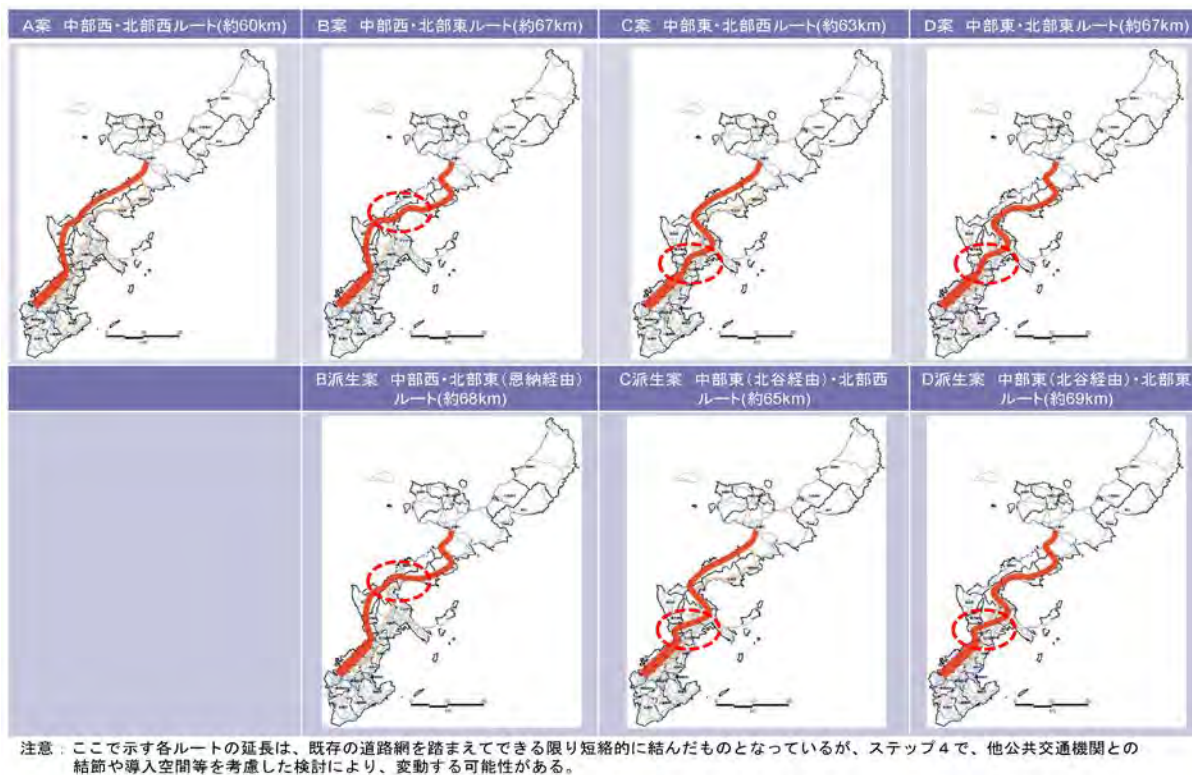 A案 中部西・北部西ルート(約60km)
B案 中部西・北部東ルート(約67km)
C案 中部東・北部西ルート(約63km)
D案 中部東・北部東ルート(約67km)
B派生案 中部西・北部東(恩納経由)
ルート(約68km)
C派生案 中部東(北谷経由)・北部西
ルート(約65km)
D派生案 中部東(北谷経由)・北部東
ルート(約69km)
注意:ここで示す各ルートの延長は、既存の道路網を踏まえてできる限り短絡的に結んだものとなっているが、ステップ4で、他公共交通機関との
結節や導入空間等を考慮した検討により、変動する可能性がある。